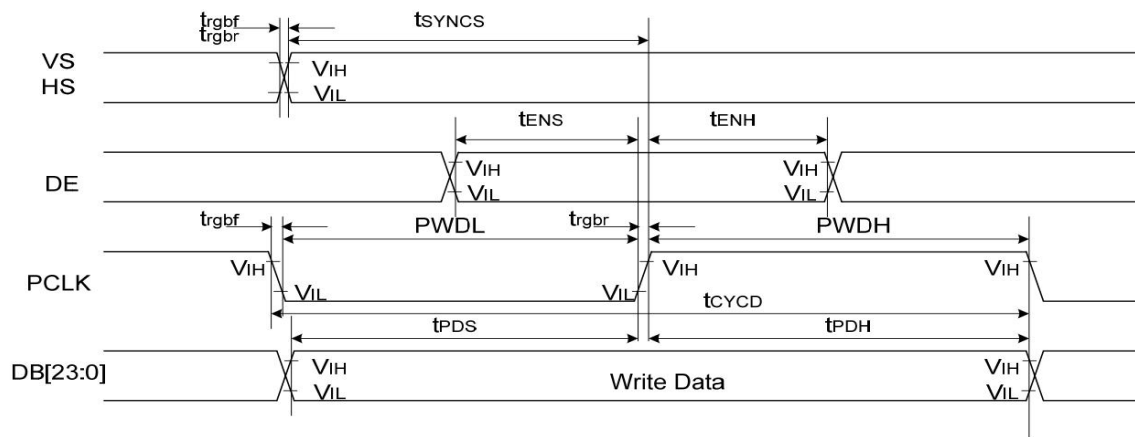 trgbf
trgbr
tSYNCS
VS
HS
VIH
VIL
tENS
tENH
DE
VIH
VIL
VIH
VIL
trgbf
PWDL
trgbr
PWDH
PCLK
VIH
VIL
VIL
VIH
VIH
tCYCD
tPDS
tPDH
DB[23:0]
VIH
VIL
Write Data
VIH
VIL